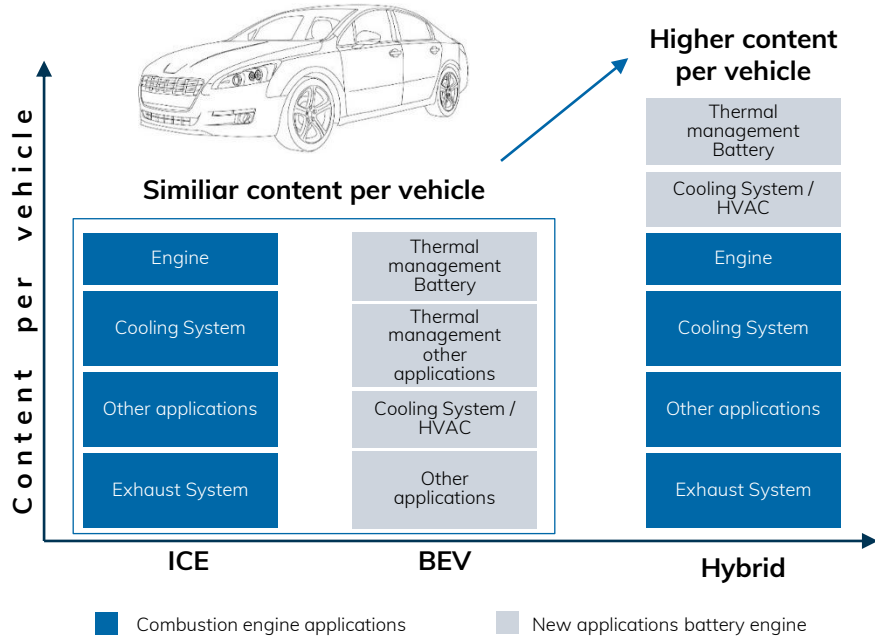 Higher content
per vehicle
Content per vehicle
Similiar content per vehicle
Engine
Cooling System
Other applications
Exhaust System
Thermal
management
Battery
Thermal
management
other
applications
Cooling System /
HVAC
Other
applications
Thermal
management
Battery
Cooling System /
HVAC
Engine
Cooling System
Other applications
Exhaust System
ICE
BEV
Hybrid
Combustion engine applications
New applications battery engine